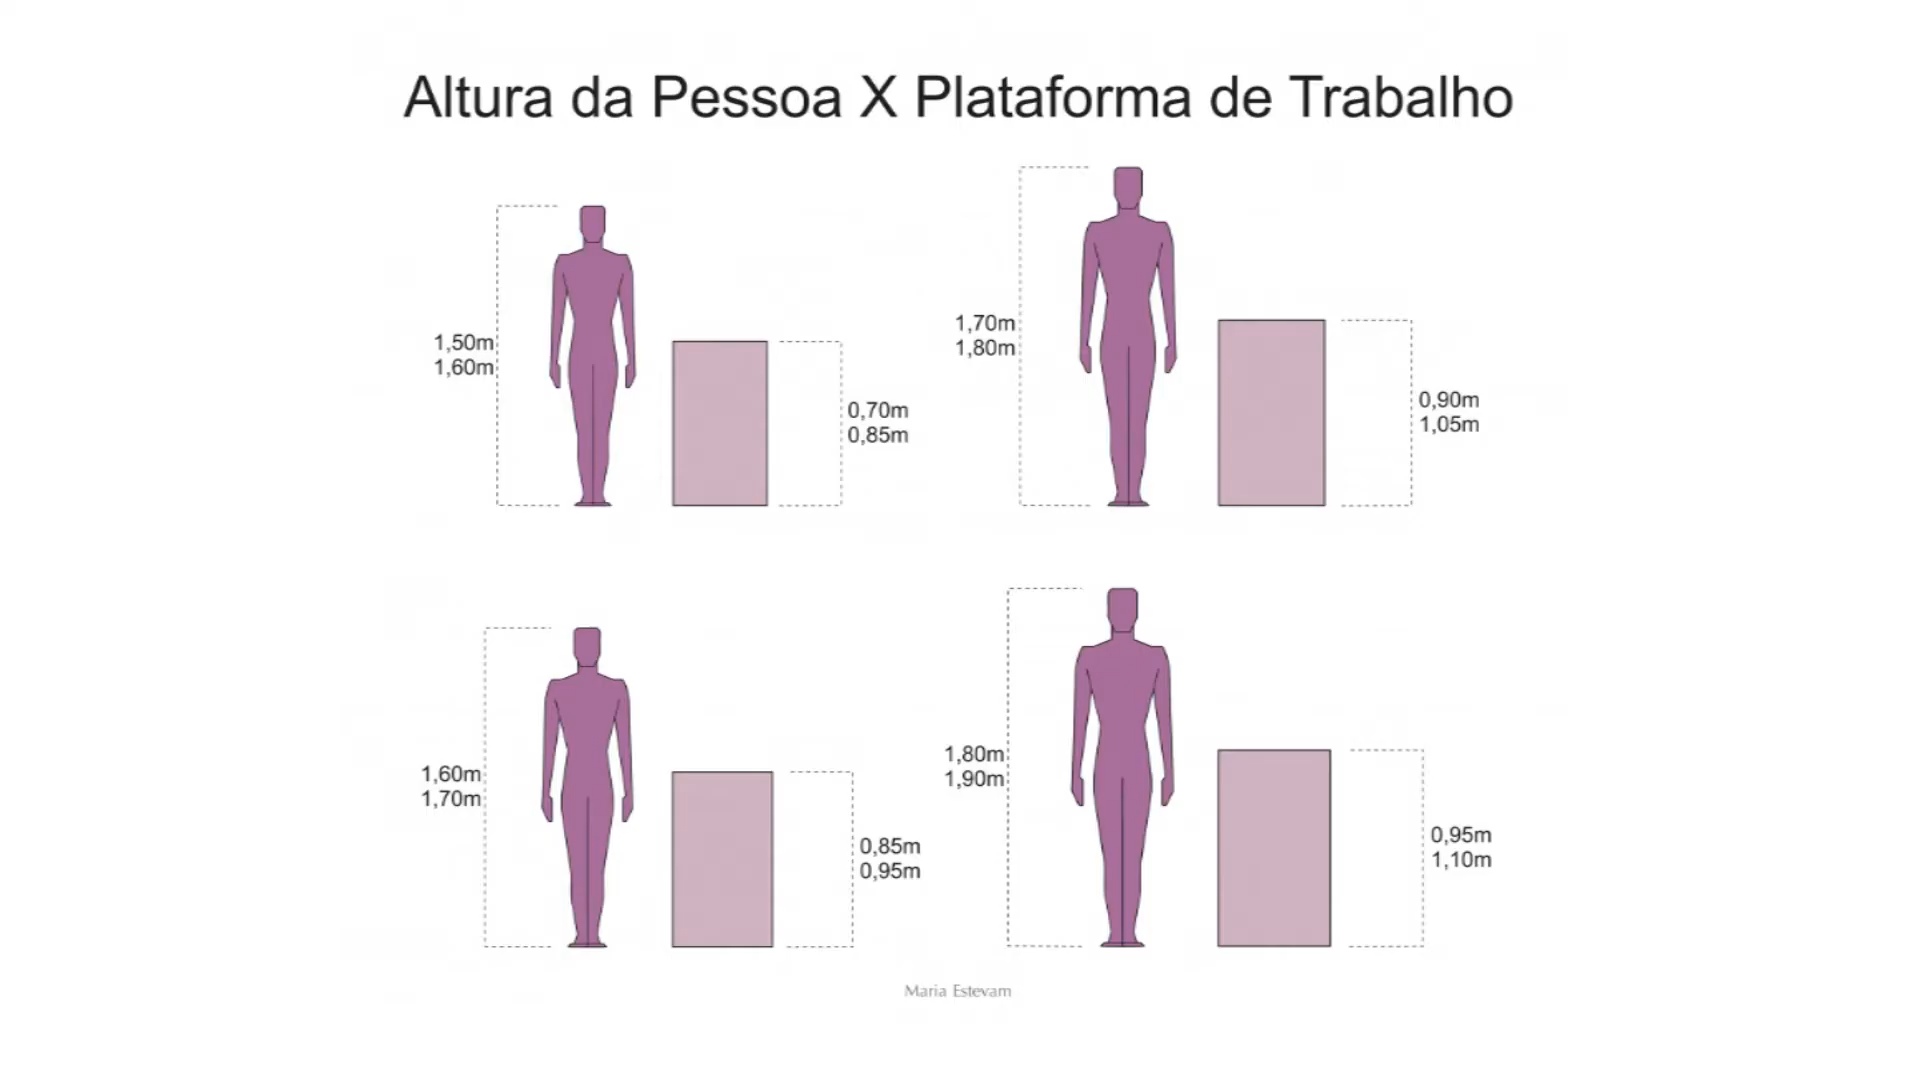 Altura da Pessoa X Plataforma de Trabalho
1,50m
1,60m
0,70m
0,85m
1,70m
1,80m
0,90m
1,05m
1,60m
1,70m
0,85m
0,95m
1,80m
1,90m
0,95m
1,10m
Maria Estevam